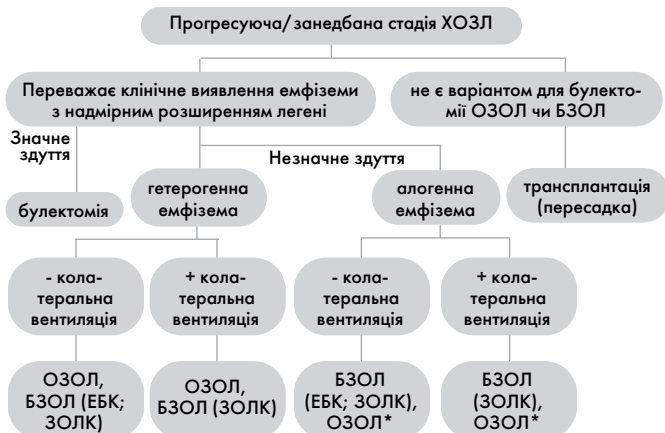 Прогресуюча/занедбана стадія ХОЗЛ
Переважає клінічне виявлення емфіземи
з надмірним розширенням легені
не є варіантом для булекто-
мії ОЗОЛ чи БЗОЛ
Значне
здуття
Незначне здуття
булектомія
гетерогенна
емфізема
алогенна
емфізема
трансплантація
(пересадка)
- кола-
теральна
вентиляція
+ кола-
теральна
вентиляція
- кола-
теральна
вентиляція
+ кола-
теральна
вентиляція
ОЗОЛ,
БЗОЛ (ЕБК;
ЗОЛК)
ОЗОЛ,
БЗОЛ (ЗОЛК)
БЗОЛ
(ЕБК; ЗОЛК),
ОЗОЛ*
БЗОЛ
(ЗОЛК),
ОЗОЛ*